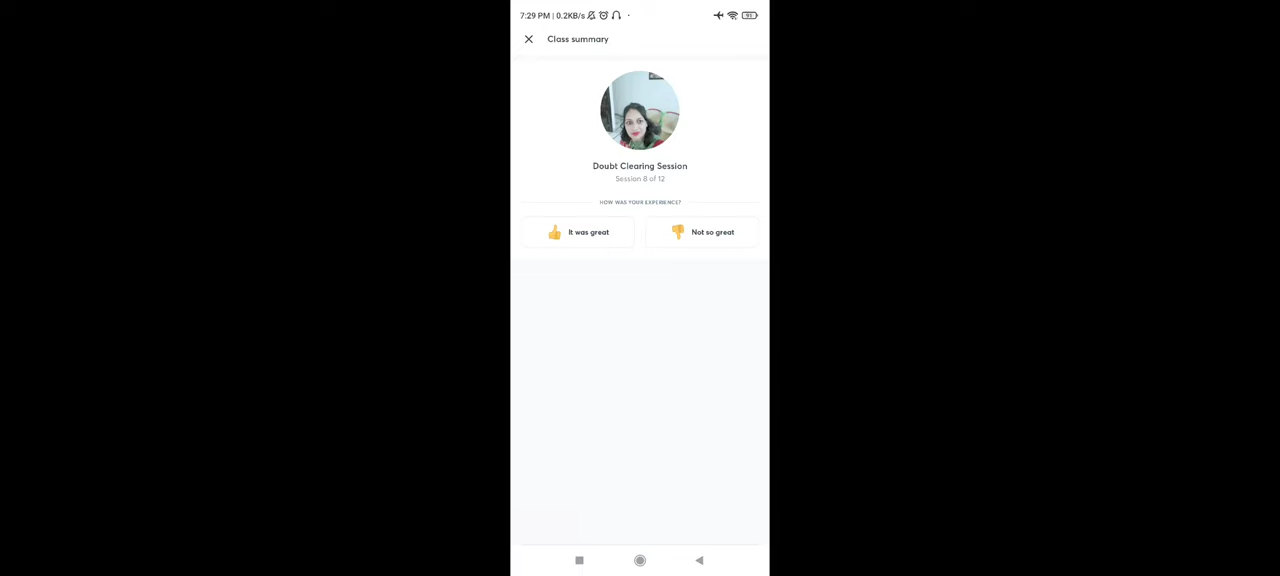 7:29 PM | 0.2KB/s
91
Class summary
Doubt Clearing Session
Session 8 of 12
HOW WAS YOUR EXPERIENCE?
It was great
Not so great